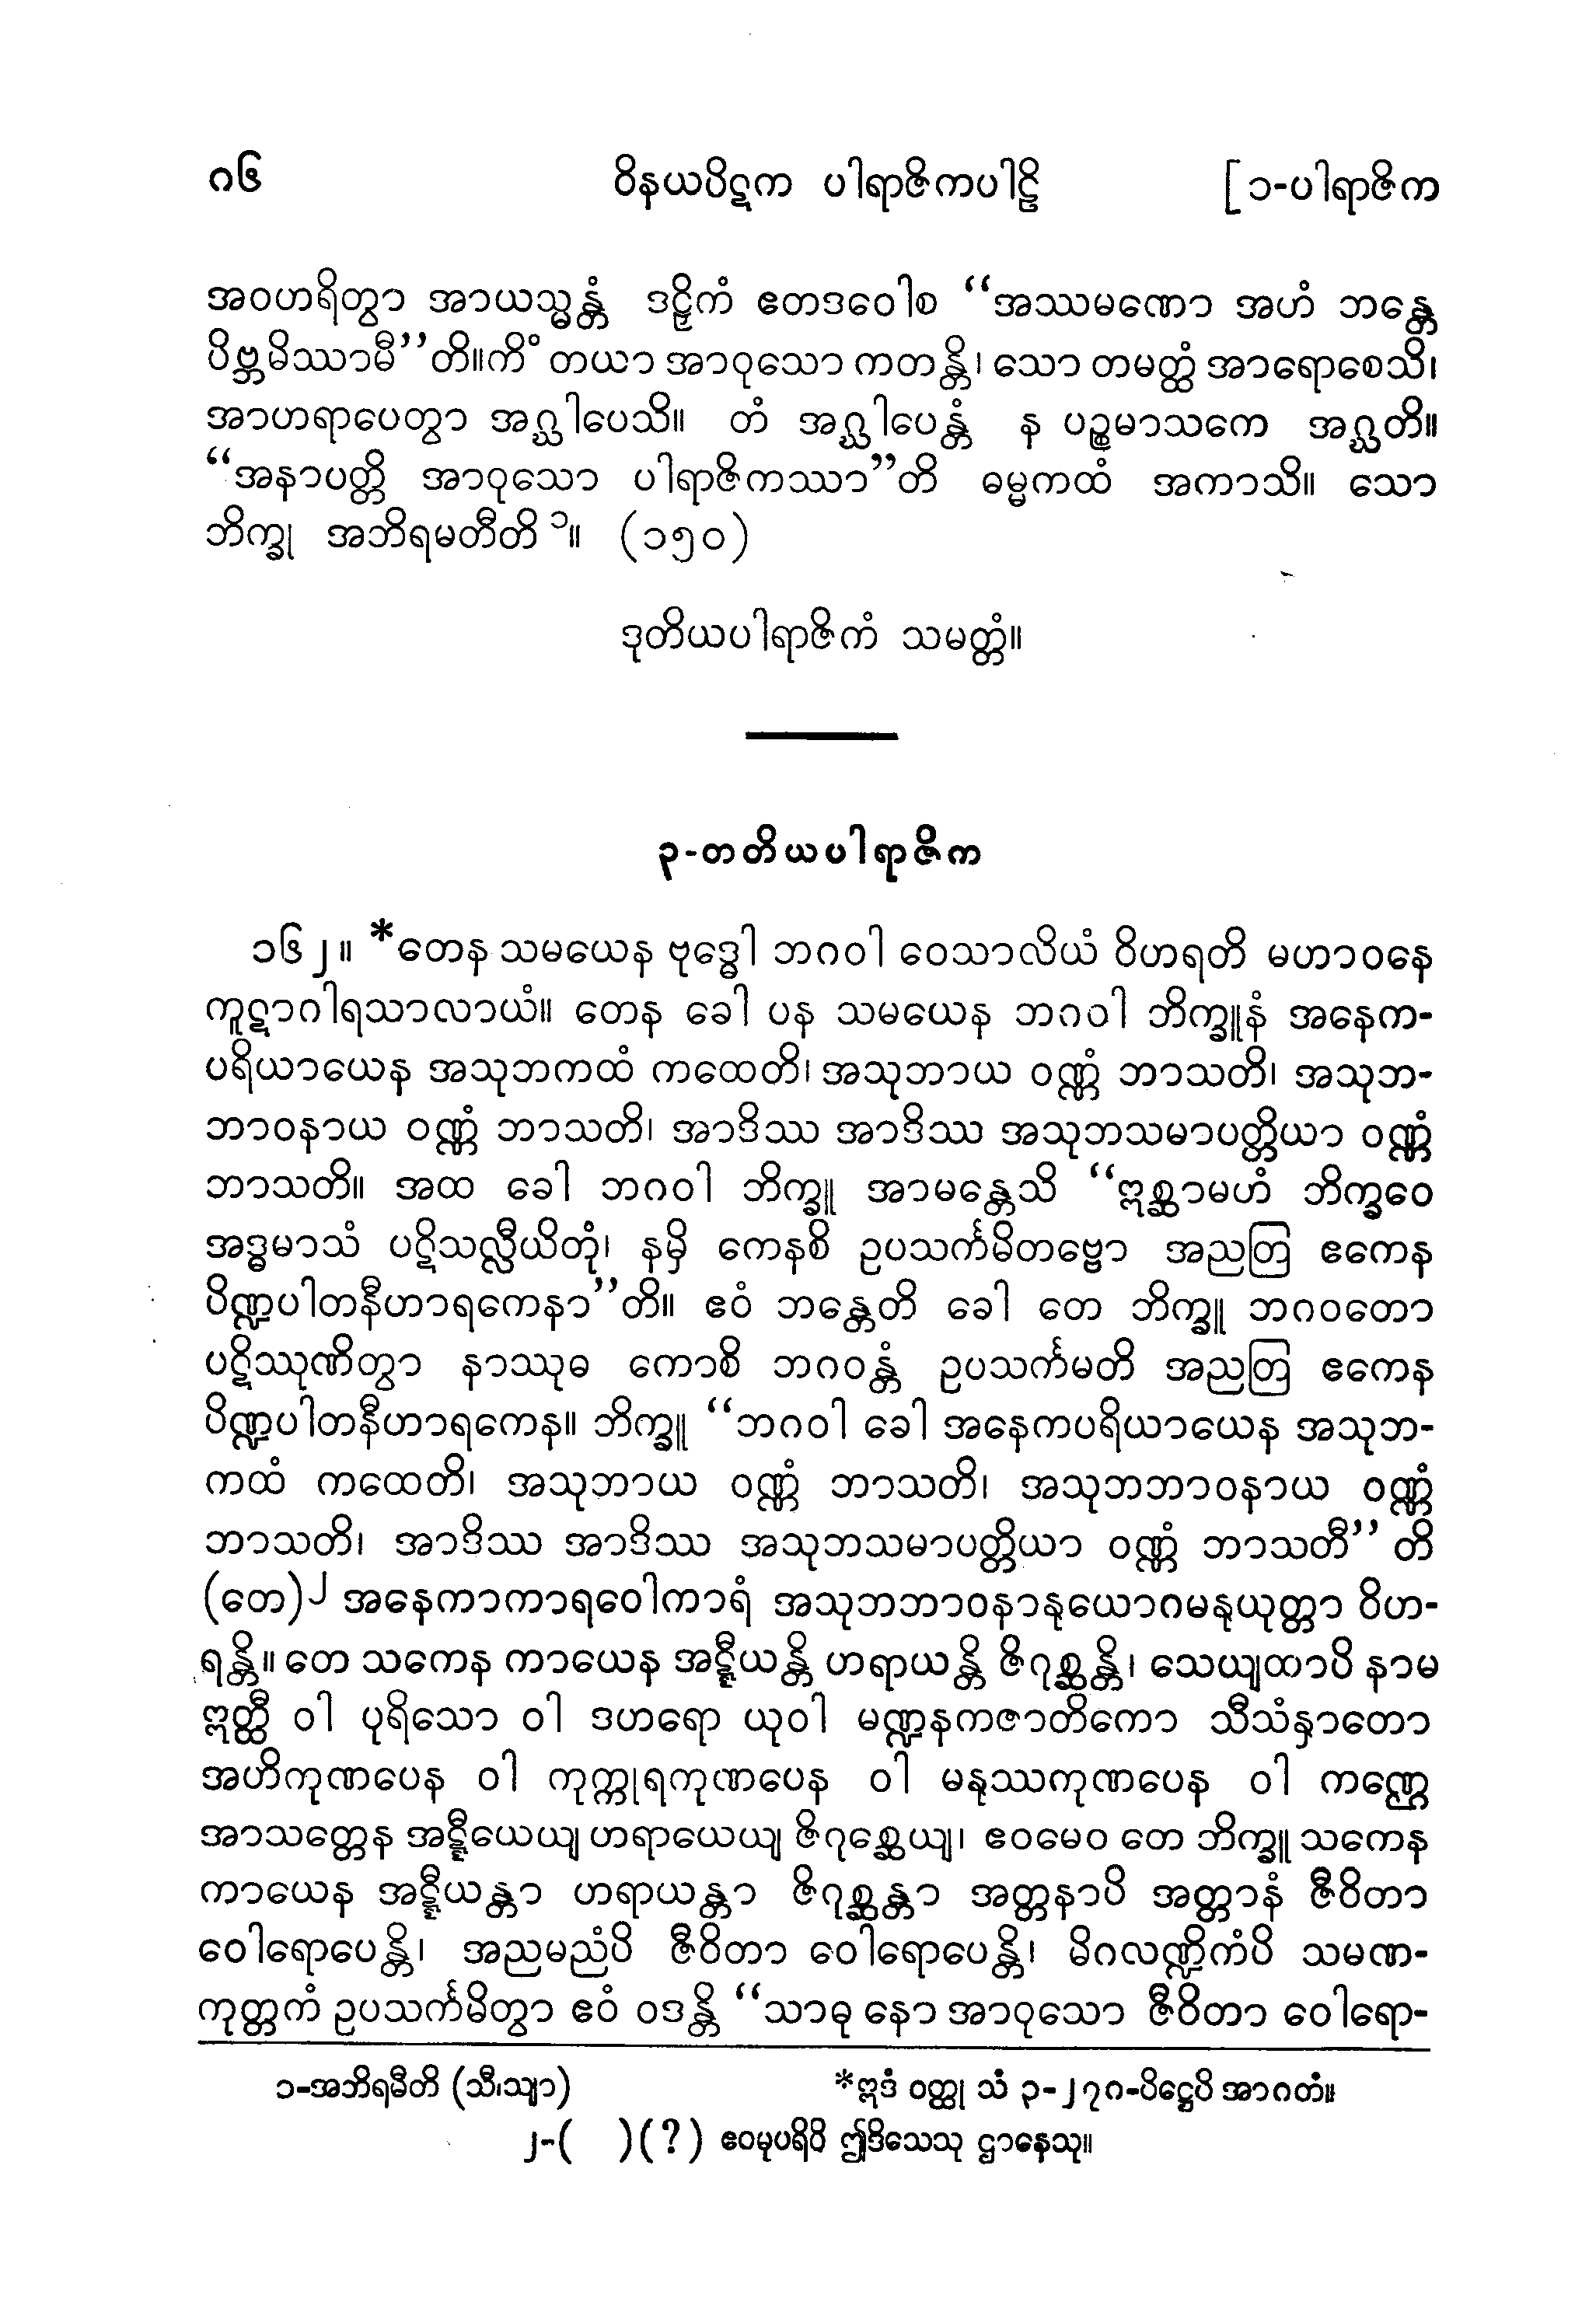 ၈၆ ဝိနယပိဋက ပါရာဇိကပါဠိ [၁-ပါရာဇိက
အဝဟရိတွာ အာယသ္မန္တံ ဒဠှိကံ ဧတဒဝေါစ “အဿမဏော အဟံ ဘန္တေ
ပိဗ္ဘမိဿာမီ”တိ။ ကိံ တယာ အာဝုသော ကတန္တိ၊ သော တမတ္ထံ အာရောစေသိ၊
အာဟရာပေတွာ အဂ္ဃါပေသိ။ တံ အဂ္ဃါပေန္တံ န ပဉ္စမာသကေ အဂ္ဃတိ။
“အနာပတ္တိ အာဝုသော ပါရာဇိကဿာ”တိ ဓမ္မကထံ အကာသိ။ သော
ဘိက္ခု အဘိရမတီတိ ၁။ (၁၅၀)
ဒုတိယပါရာဇိကံ သမတ္တံ။
၃-တတိယပါရာဇိက
၁၆၂။ *တေန သမယေန ဗုဒ္ဓေါ ဘဂဝါ ဝေသာလိယံ ဝိဟရတိ မဟာဝနေ
ကူဋာဂါရသာလာယံ။ တေန ခေါ ပန သမယေန ဘဂဝါ ဘိက္ခူနံ အနေက-
ပရိယာယေန အသုဘကထံ ကထေတိ၊ အသုဘာယ ဝဏ္ဏံ ဘာသတိ၊ အသုဘ-
ဘာဝနာယ ဝဏ္ဏံ ဘာသတိ၊ အာဒိဿ အာဒိဿ အသုဘသမာပတ္တိယာ ဝဏ္ဏံ
ဘာသတိ။ အထ ခေါ ဘဂဝါ ဘိက္ခူ အာမန္တေသိ “ဣစ္ဆာမဟံ ဘိက္ခဝေ
အဒ္ဓမာသံ ပဋိသလ္လီယိတုံ၊ နမှိ ကေနစိ ဥပသင်္ကမိတဗ္ဗော အညတြ ဧကေန
ပိဏ္ဍပါတနီဟာရကေနာ”တိ။ ဧဝံ ဘန္တေတိ ခေါ တေ ဘိက္ခူ ဘဂဝတော
ပဋိဿုဏိတွာ နာဿုဓ ကောစိ ဘဂဝန္တံ ဥပသင်္ကမတိ အညတြ ဧကေန
ပိဏ္ဍပါတနီဟာရကေန။ ဘိက္ခူ “ဘဂဝါ ခေါ အနေကပရိယာယေန အသုဘ-
ကထံ ကထေတိ၊ အသုဘာယ ဝဏ္ဏံ ဘာသတိ၊ အသုဘဘာဝနာယ ဝဏ္ဏံ
ဘာသတိ၊ အာဒိဿ အာဒိဿ အသုဘသမာပတ္တိယာ ဝဏ္ဏံ ဘာသတီ” တိ
(တေ)၂ အနေကာကာရဝေါကာရံ အသုဘဘာဝနာနုယောဂမနုယုတ္တာ ဝိဟ-
ရန္တိ။ တေ သကေန ကာယေန အဋ္ဋီယန္တိ ဟရာယန္တိ ဇိဂုစ္ဆန္တိ၊ သေယျထာပိ နာမ
ဣတ္ထီ ဝါ ပုရိသော ဝါ ဒဟရော ယုဝါ မဏ္ဍနကဇာတိကော သီသံနှာတော
အဟိကုဏပေန ဝါ ကုက္ကုရကုဏပေန ဝါ မနုဿကုဏပေန ဝါ ကဏ္ဌေ
အာသတ္တေန အဋ္ဋီယေယျ ဟရာယေယျ ဇိဂုစ္ဆေယျ၊ ဧဝမေဝ တေ ဘိက္ခူ သကေန
ကာယေန အဋ္ဋီယန္တာ ဟရာယန္တာ ဇိဂုစ္ဆန္တာ အတ္တနာပိ အတ္တာနံ ဇီဝိတာ
ဝေါရောပေန္တိ၊ အညမညံပိ ဇီဝိတာ ဝေါရောပေန္တိ၊ မိဂလဏ္ဍိကံပိ သမဏ-
ကုတ္တကံ ဥပသင်္ကမိတွာ ဧဝံ ဝဒန္တိ “သာဓု နော အာဝုသော ဇီဝိတာ ဝေါရော-
၁-အဘိရမီတိ (သီ၊သျာ) *ဣဒံ ဝတ္ထု သံ ၃-၂၇၈-ပိဋ္ဌေပိ အာဂတံ။
၂-( )(?) ဧဝမုပရိပိ ဤဒိသေသု ဌာနေသု။